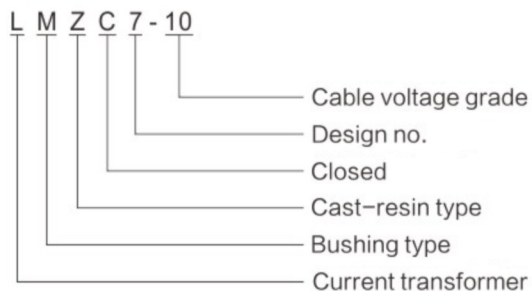 L M Z C 7 - 10
Cable voltage grade
Design no.
Closed
Cast-resin type
Bushing type
Current transformer